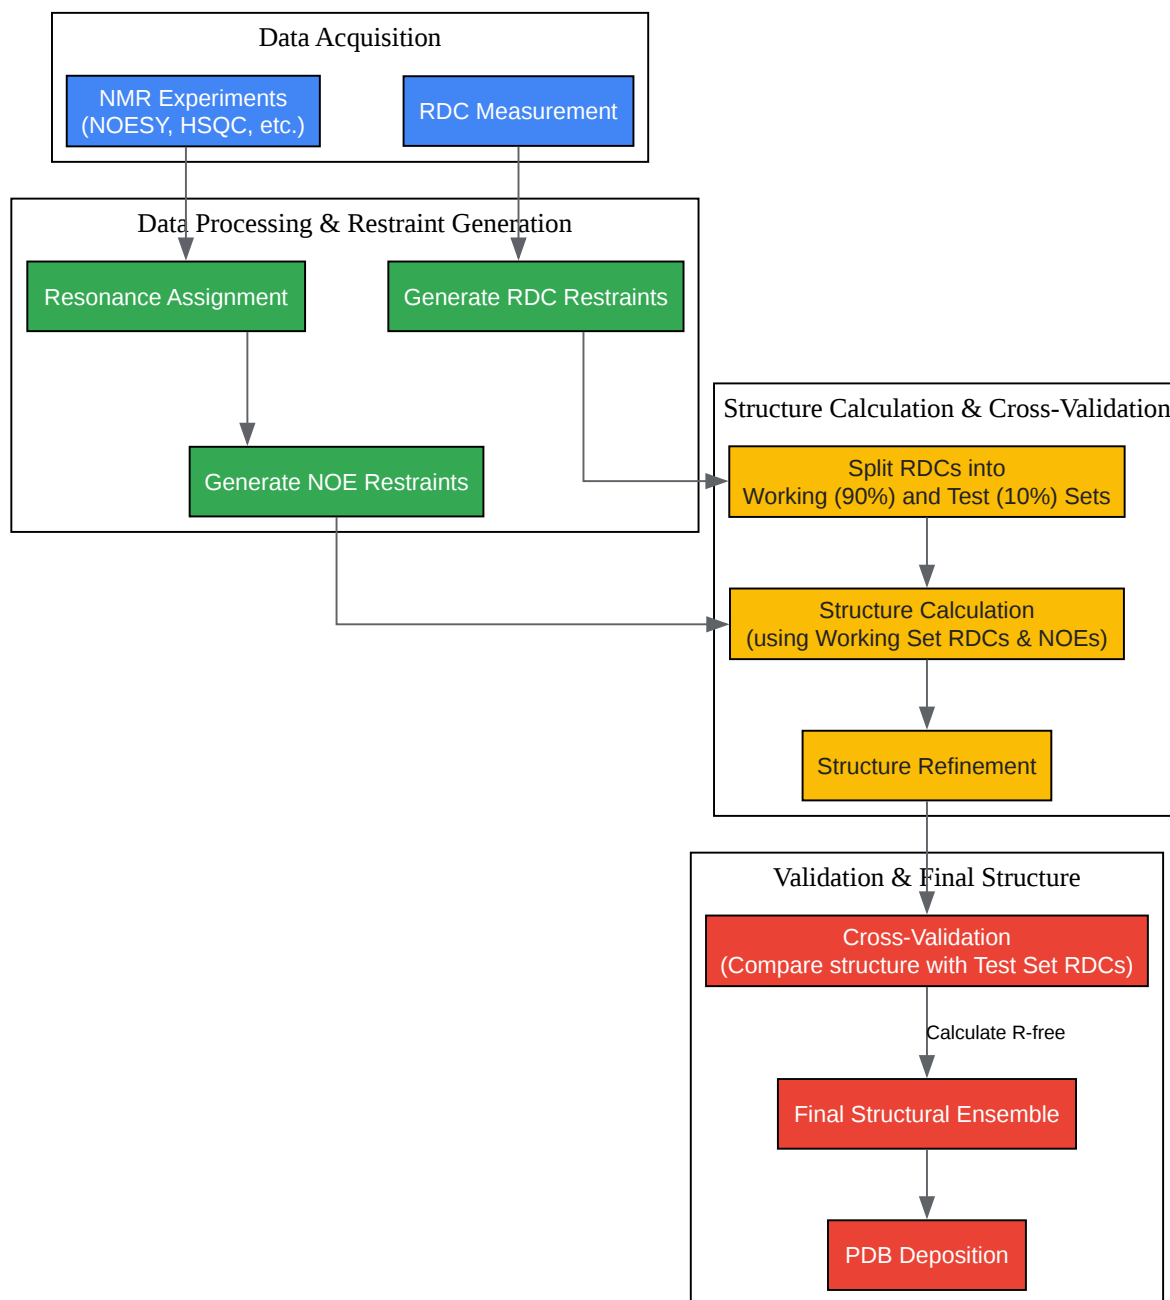 Data Acquisition
NMR Experiments
(NOESY, HSQC, etc.)
RDC Measurement
Data Processing & Restraint Generation
Resonance Assignment
Generate RDC Restraints
Generate NOE Restraints
Structure Calculation & Cross-Validation
Split RDCs into
Working (90%) and Test (10%) Sets
Structure Calculation
(using Working Set RDCs & NOEs)
Structure Refinement
Validation & Final Structure
Cross-Validation
(Compare structure with Test Set RDCs)
Calculate R-free
Final Structural Ensemble
PDB Deposition